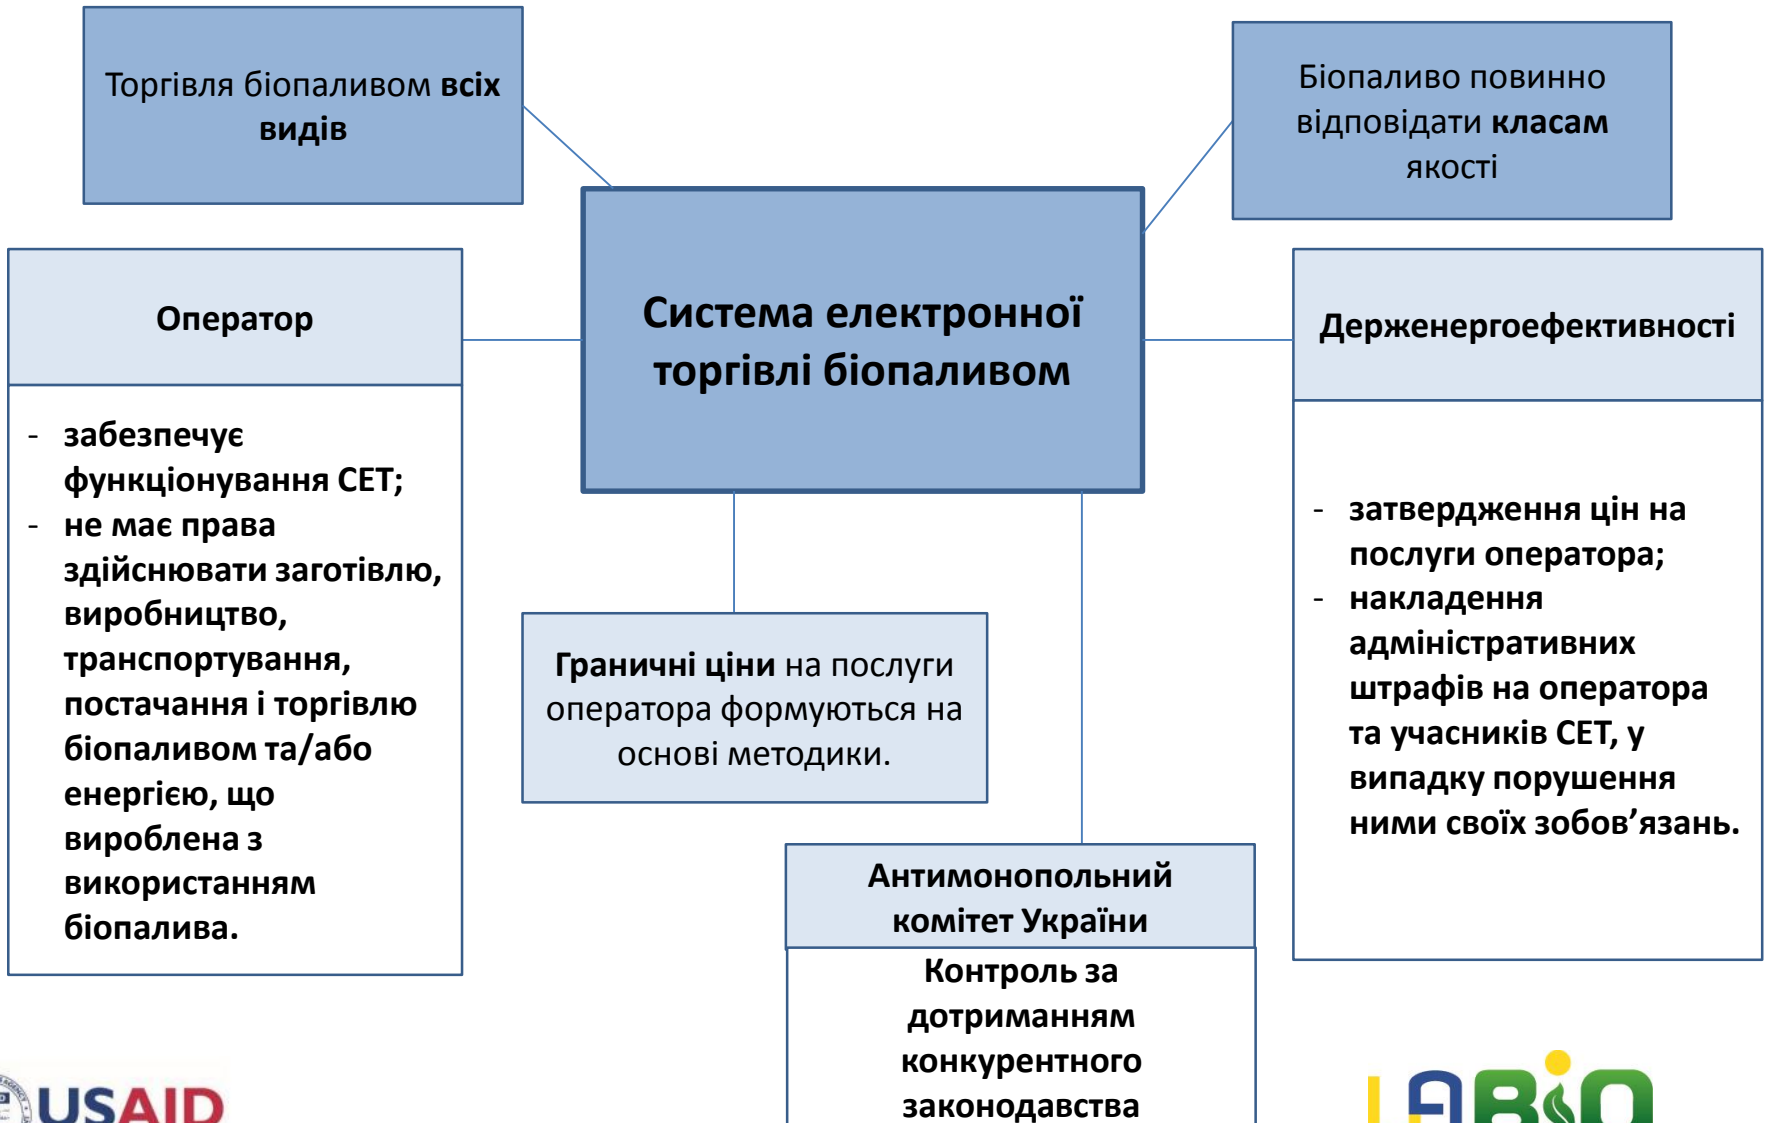 Торгівля біопаливом всіх
видів
Біопаливо повинно
відповідати класам
якості
Система електронної
торгівлі біопаливом
Оператор
- забезпечує
функціонування СЕТ;
- не має права
здійснювати заготівлю,
виробництво,
транспортування,
постачання і торгівлю
біопаливом та/або
енергією, що
вироблена з
використанням
біопалива.
Держенергоефективності
- затвердження цін на
послуги оператора;
- накладення
адміністративних
штрафів на оператора
та учасників СЕТ, у
випадку порушення
ними своїх зобов’язань.
Граничні ціни на послуги
оператора формуються на
основі методики.
Антимонопольний
комітет України
Контроль за
дотриманням
конкурентного
законодавства
USAID